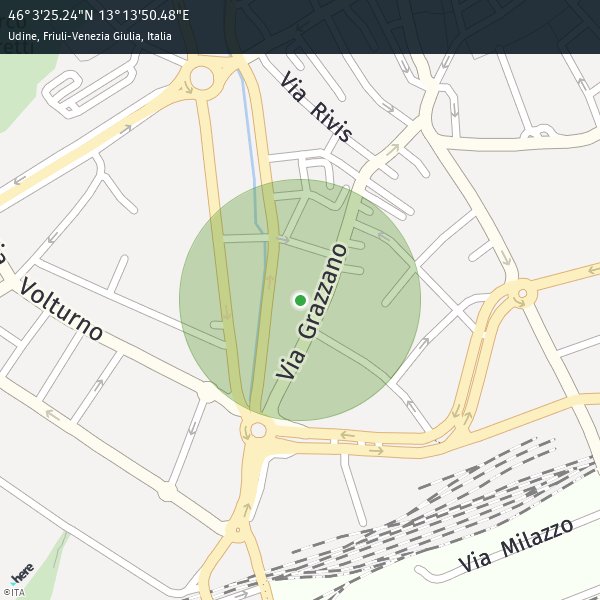 46°3'25.24"N 13°13'50.48"E
Udine, Friuli-Venezia Giulia, Italia
Via Rivis
Via Grazzano
Volturno
Via Milazzo
here
©ITA